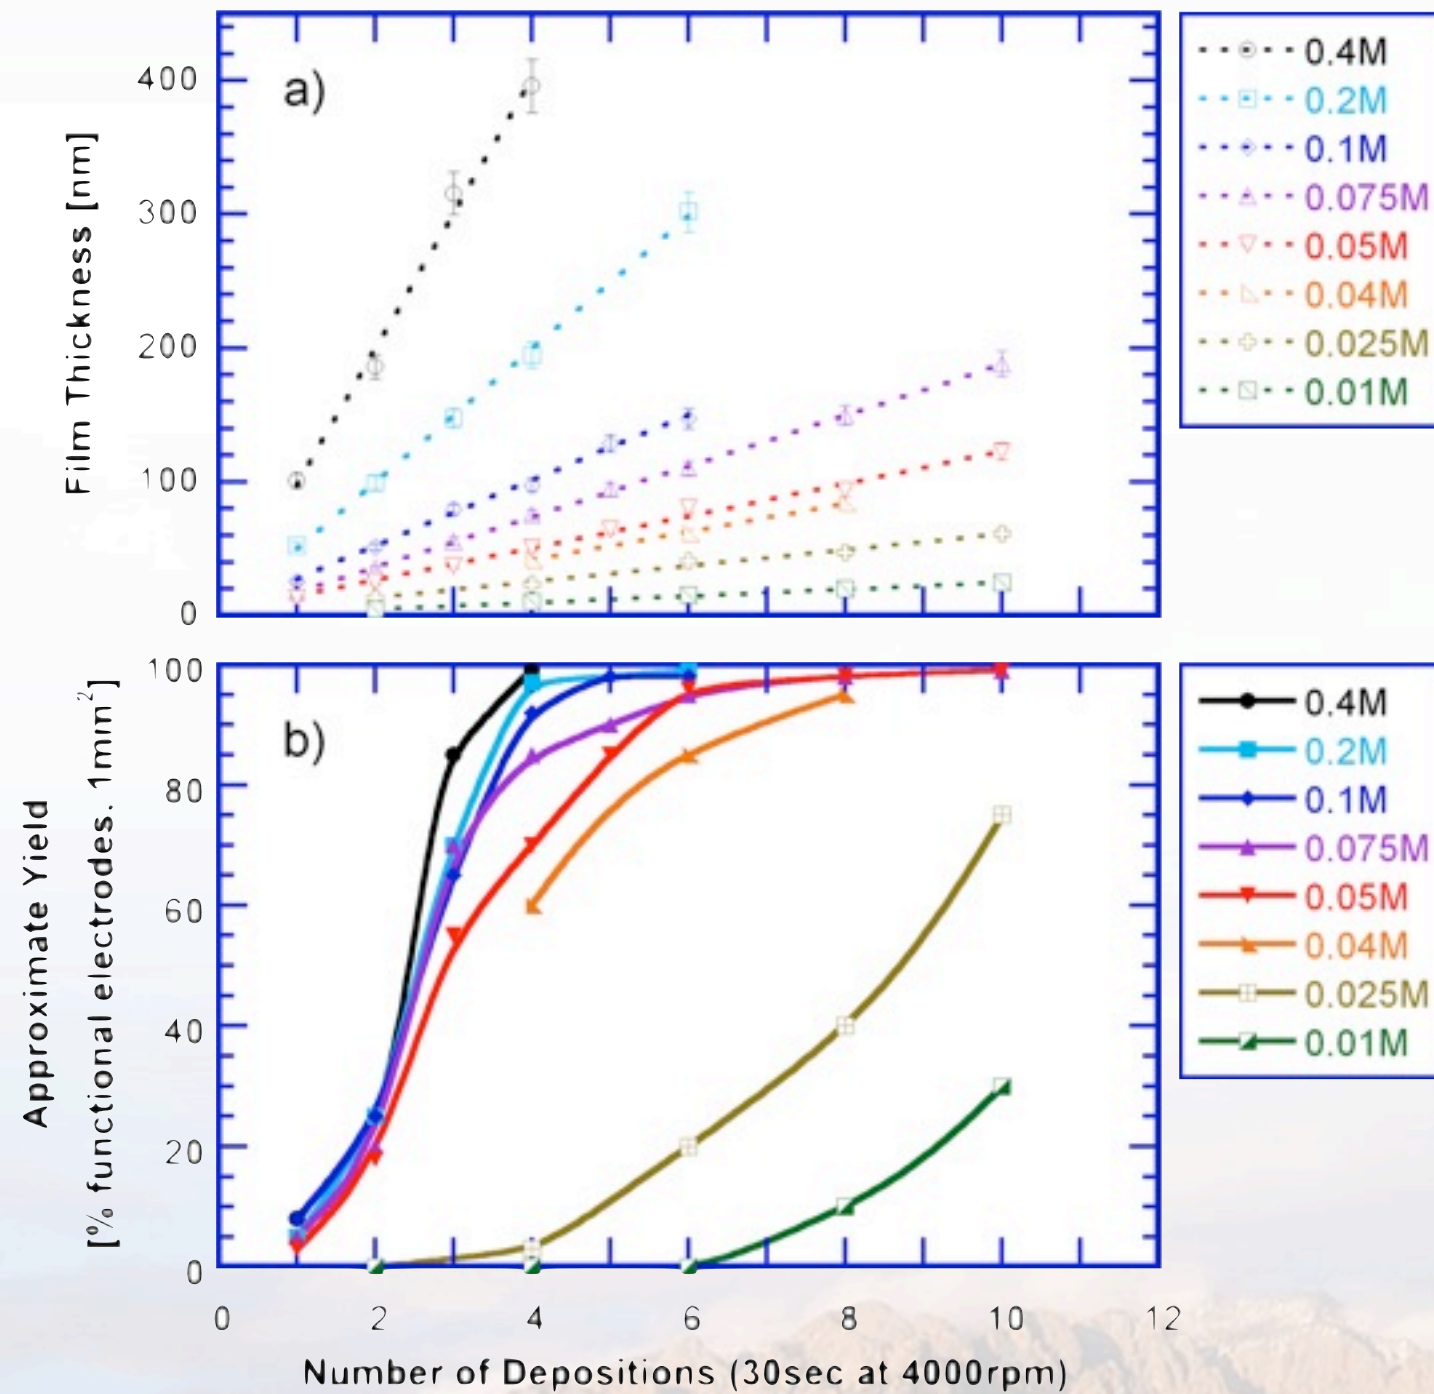 a)
400
300
200
100
0
Film Thickness [nm]
0.4M
0.2M
0.1M
0.075M
0.05M
0.04M
0.025M
0.01M
b)
100
80
60
40
20
0
Approximate Yield
[% functional electrodes. 1mm²]
0.4M
0.2M
0.1M
0.075M
0.05M
0.04M
0.025M
0.01M
0 2 4 6 8 10 12
Number of Depositions (30sec at 4000rpm)